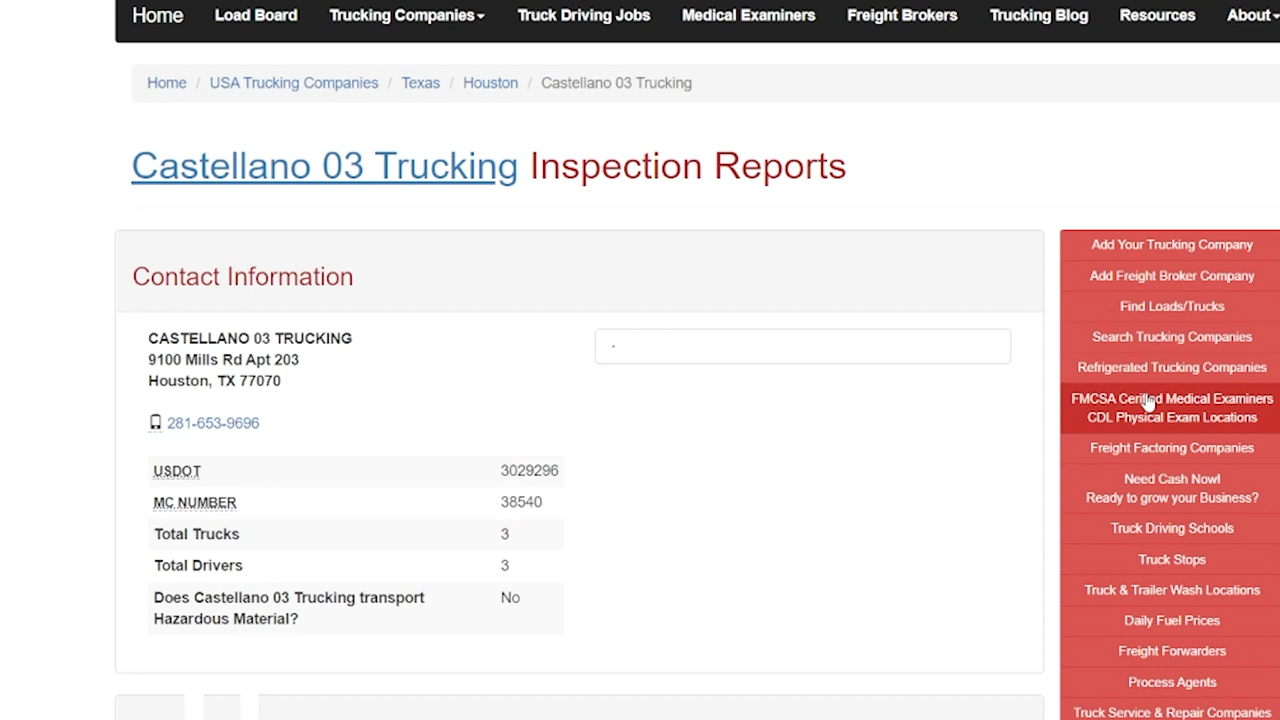 Home Load Board Trucking Companies Truck Driving Jobs Medical Examiners Freight Brokers Trucking Blog Resources About
Home / USA Trucking Companies / Texas / Houston / Castellano 03 Trucking
Castellano 03 Trucking Inspection Reports
Contact Information
CASTELLANO 03 TRUCKING
9100 Mills Rd Apt 203
Houston, TX 77070
281-653-9696
USDOT 3029296
MC NUMBER 38540
Total Trucks 3
Total Drivers 3
Does Castellano 03 Trucking transport No
Hazardous Material?
Add Your Trucking Company
Add Freight Broker Company
Find Loads/Trucks
Search Trucking Companies
Refrigerated Trucking Companies
FMCSA Medical Examiners
CDL Physical Exam Locations
Freight Factoring Companies
Need Cash Now!
Ready to grow your Business?
Truck Driving Schools
Truck Stops
Truck & Trailer Wash Locations
Daily Fuel Prices
Freight Forwarders
Process Agents
Truck Service & Repair Companies